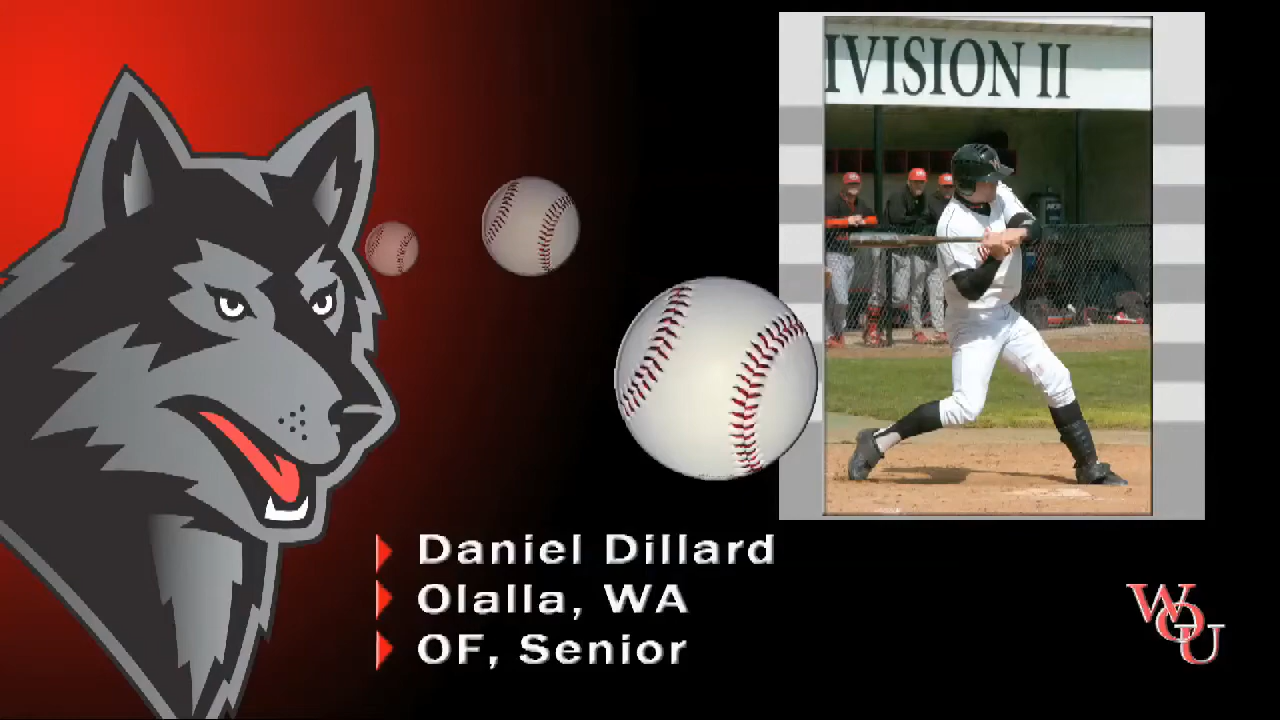 IVISION II
Daniel Dillard
Olalla, WA
OF, Senior
WOU